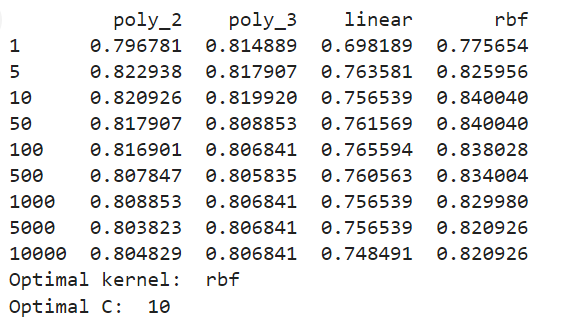 poly_2 poly_3 linear rbf
1 0.796781 0.814889 0.698189 0.775654
5 0.822938 0.817907 0.763581 0.825956
10 0.820926 0.819920 0.756539 0.840040
50 0.817907 0.808853 0.761569 0.840040
100 0.816901 0.806841 0.765594 0.838028
500 0.807847 0.805835 0.760563 0.834004
1000 0.808853 0.806841 0.756539 0.829980
5000 0.803823 0.806841 0.756539 0.820926
10000 0.804829 0.806841 0.748491 0.820926
Optimal kernel: rbf
Optimal C: 10